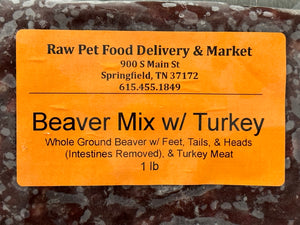 Raw Pet Food Delivery & Market
900 S Main St
Springfield, TN 37172
615.455.1849
Beaver Mix w/ Turkey
Whole Ground Beaver w/ Feet, Tails, & Heads
(Intestines Removed), & Turkey Meat
1 lb